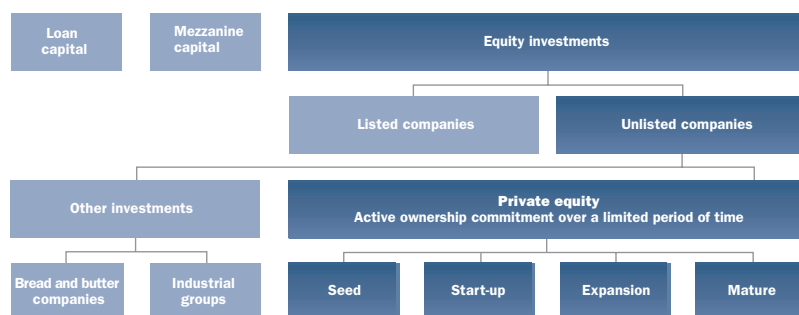 Loan
capital
Mezzanine
capital
Equity investments
Listed companies
Unlisted companies
Other investments
Private equity
Active ownership commitment over a limited period of time
Bread and butter
companies
Industrial
groups
Seed
Start-up
Expansion
Mature